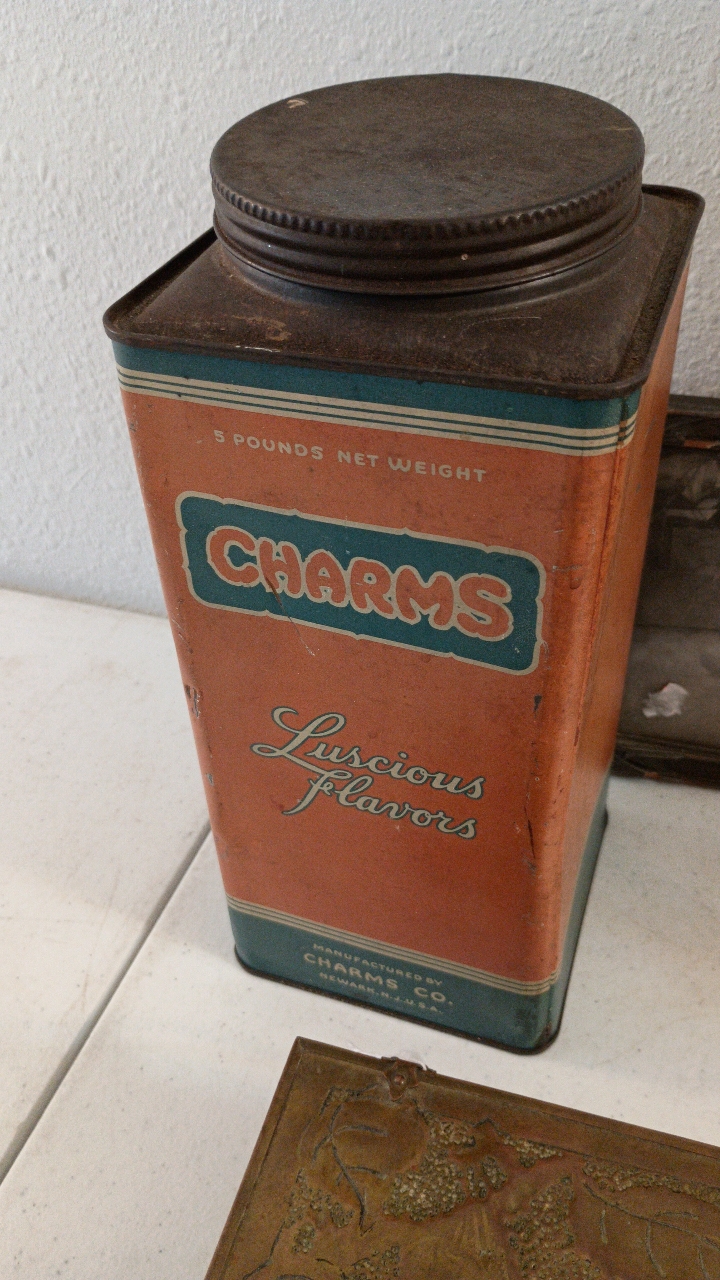 5 POUNDS NET WEIGHT
CHARMS
Luscious
Flavors
MANUFACTURED BY
CHARMS CO.
NEWARK, N.J. U.S.A.